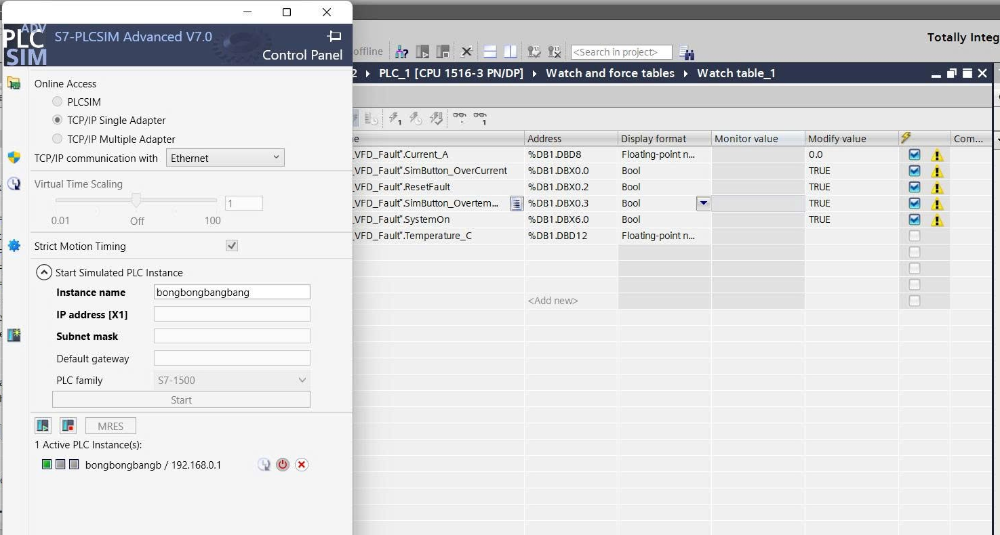 ADV
PLC
SIM
S7-PLCSIM Advanced V7.0
Control Panel
Online Access
PLCSIM
TCP/IP Single Adapter
TCP/IP Multiple Adapter
TCP/IP communication with Ethernet
Virtual Time Scaling
1
0.01 Off 100
Strict Motion Timing
Start Simulated PLC Instance
Instance name bongbongbangbang
IP address [X1]
Subnet mask
Default gateway
PLC family S7-1500
Start
MRES
1 Active PLC Instance(s):
bongbongbangb / 192.168.0.1
Totally Integ
offline <Search in project>
2 PLC_1 [CPU 1516-3 PN/DP] Watch and force tables Watch table_1
e Address Display format Monitor value Modify value Com...
_VFD_Fault".Current_A %DB1.DBD8 Floating-point n... 0.0
_VFD_Fault".SimButton_OverCurrent %DB1.DBX0.0 Bool TRUE
_VFD_Fault".ResetFault %DB1.DBX0.2 Bool TRUE
_VFD_Fault".SimButton_Overtem... %DB1.DBX0.3 Bool TRUE
_VFD_Fault".SystemOn %DB1.DBX6.0 Bool TRUE
_VFD_Fault".Temperature_C %DB1.DBD12 Floating-point n...
<Add new>